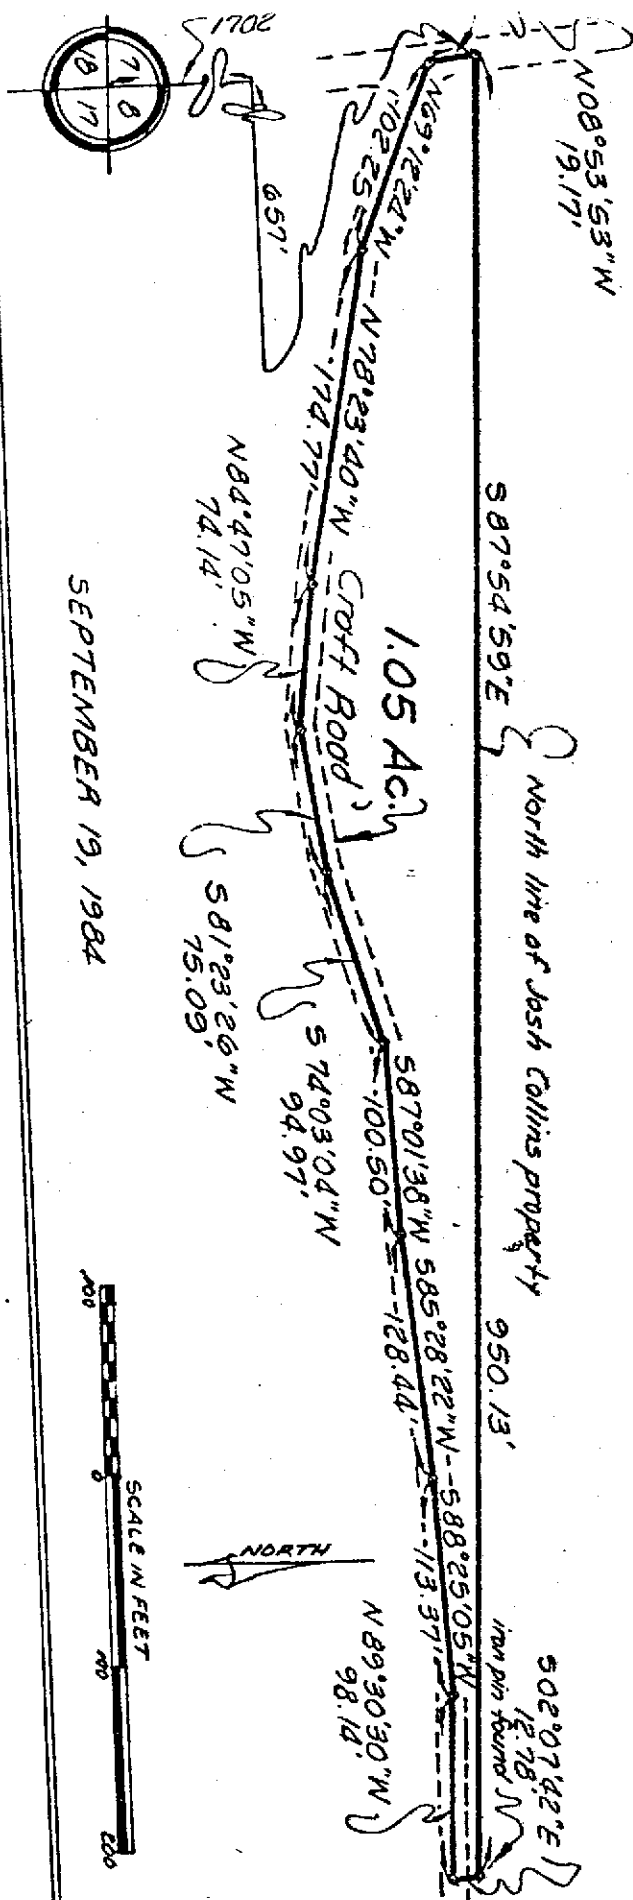 1702
7 8
18 17
657'
N08°53'53"W
19.17'
N69°12'24"W
102.25
N78°23'40"W
174.77'
N84°47'05"W
74.14'
Croft Road
1.05 Ac.
S87°54'59"E
North line of Josh Collins property
950.13'
S81°23'26"W
75.09'
S74°03'04"W
94.97'
S87°01'38"W
100.50'
S85°28'22"W
128.44'
S88°25'05"W
113.37'
N89°30'30"W
98.14'
S02°07'42"E
12.78'
iron pin found
SEPTEMBER 19, 1984
NORTH
SCALE IN FEET
100 0 100 200